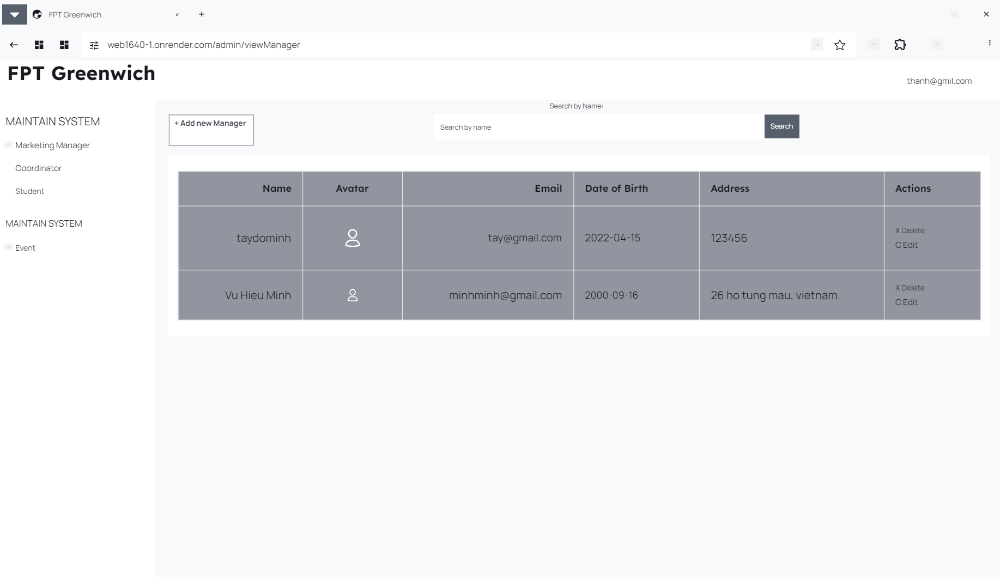 FPT Greenwich
web1640-1.onrender.com/admin/viewManager
FPT Greenwich
thanh@gmil.com
MAINTAIN SYSTEM
Marketing Manager
Coordinator
Student
MAINTAIN SYSTEM
Event
Search by Name:
+ Add new Manager
Search by name
Search
Name Avatar Email Date of Birth Address Actions
taydominh tay@gmail.com 2022-04-15 123456
X Delete
C Edit
Vu Hieu Minh minhminh@gmail.com 2000-09-16 26 ho tung mau, vietnam
X Delete
C Edit